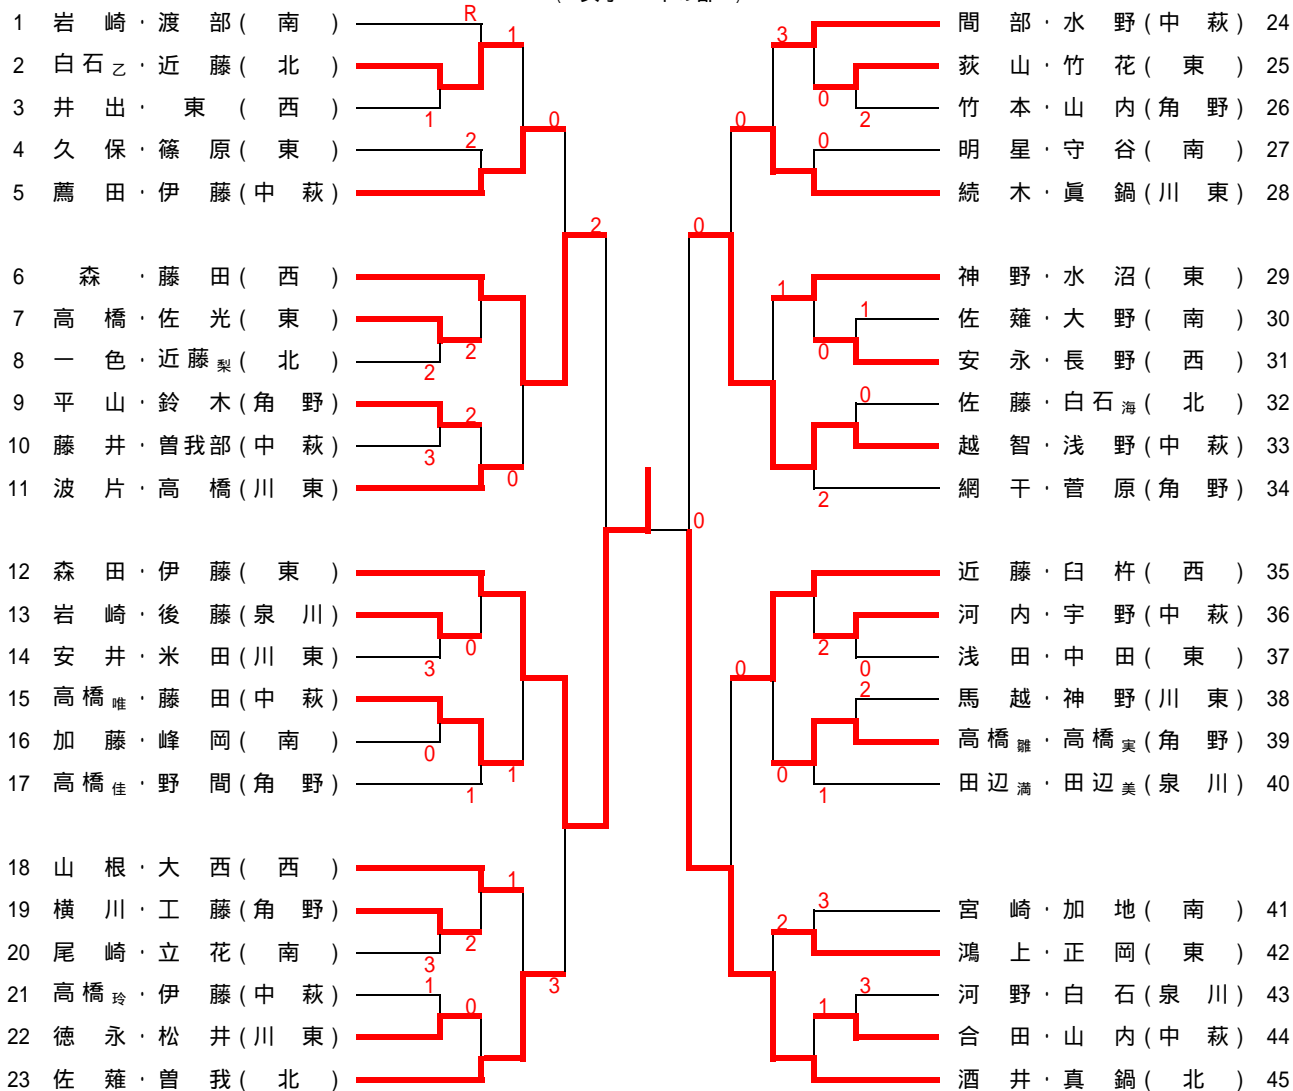 1 岩 崎・渡 部( 南 )
2 白石乙・近 藤( 北 )
3 井 出・ 東 ( 西 )
4 久 保・篠 原( 東 )
5 薦 田・伊 藤(中 萩)
6 森 ・藤 田( 西 )
7 高 橋・佐 光( 東 )
8 一 色・近藤梨( 北 )
9 平 山・鈴 木(角 野)
10 藤 井・曽我部(中 萩)
11 波 片・高 橋(川 東)
12 森 田・伊 藤( 東 )
13 岩 崎・後 藤(泉 川)
14 安 井・米 田(川 東)
15 高橋唯・藤 田(中 萩)
16 加 藤・峰 岡( 南 )
17 高橋佳・野 間(角 野)
18 山 根・大 西( 西 )
19 横 川・工 藤(角 野)
20 尾 崎・立 花( 南 )
21 高橋玲・伊 藤(中 萩)
22 徳 永・松 井(川 東)
23 佐 薙・曽 我( 北 )
R
1
1
2
0
2
2
2
2
3
0
0
3
0
1
1
1
2
3
1
0
3
2
間 部・水 野(中 萩) 24
荻 山・竹 花( 東 ) 25
竹 本・山 内(角 野) 26
明 星・守 谷( 南 ) 27
続 木・眞 鍋(川 東) 28
神 野・水 沼( 東 ) 29
佐 薙・大 野( 南 ) 30
安 永・長 野( 西 ) 31
佐 藤・白石海( 北 ) 32
越 智・浅 野(中 萩) 33
網 干・菅 原(角 野) 34
近 藤・臼 杵( 西 ) 35
河 内・宇 野(中 萩) 36
浅 田・中 田( 東 ) 37
馬 越・神 野(川 東) 38
高橋雛・高橋実(角 野) 39
田辺満・田辺美(泉 川) 40
宮 崎・加 地( 南 ) 41
鴻 上・正 岡( 東 ) 42
河 野・白 石(泉 川) 43
合 田・山 内(中 萩) 44
酒 井・真 鍋( 北 ) 45
3
0
2
0
0
0
1
1
0
0
2
0
2
0
2
0
0
1
3
2
3
1